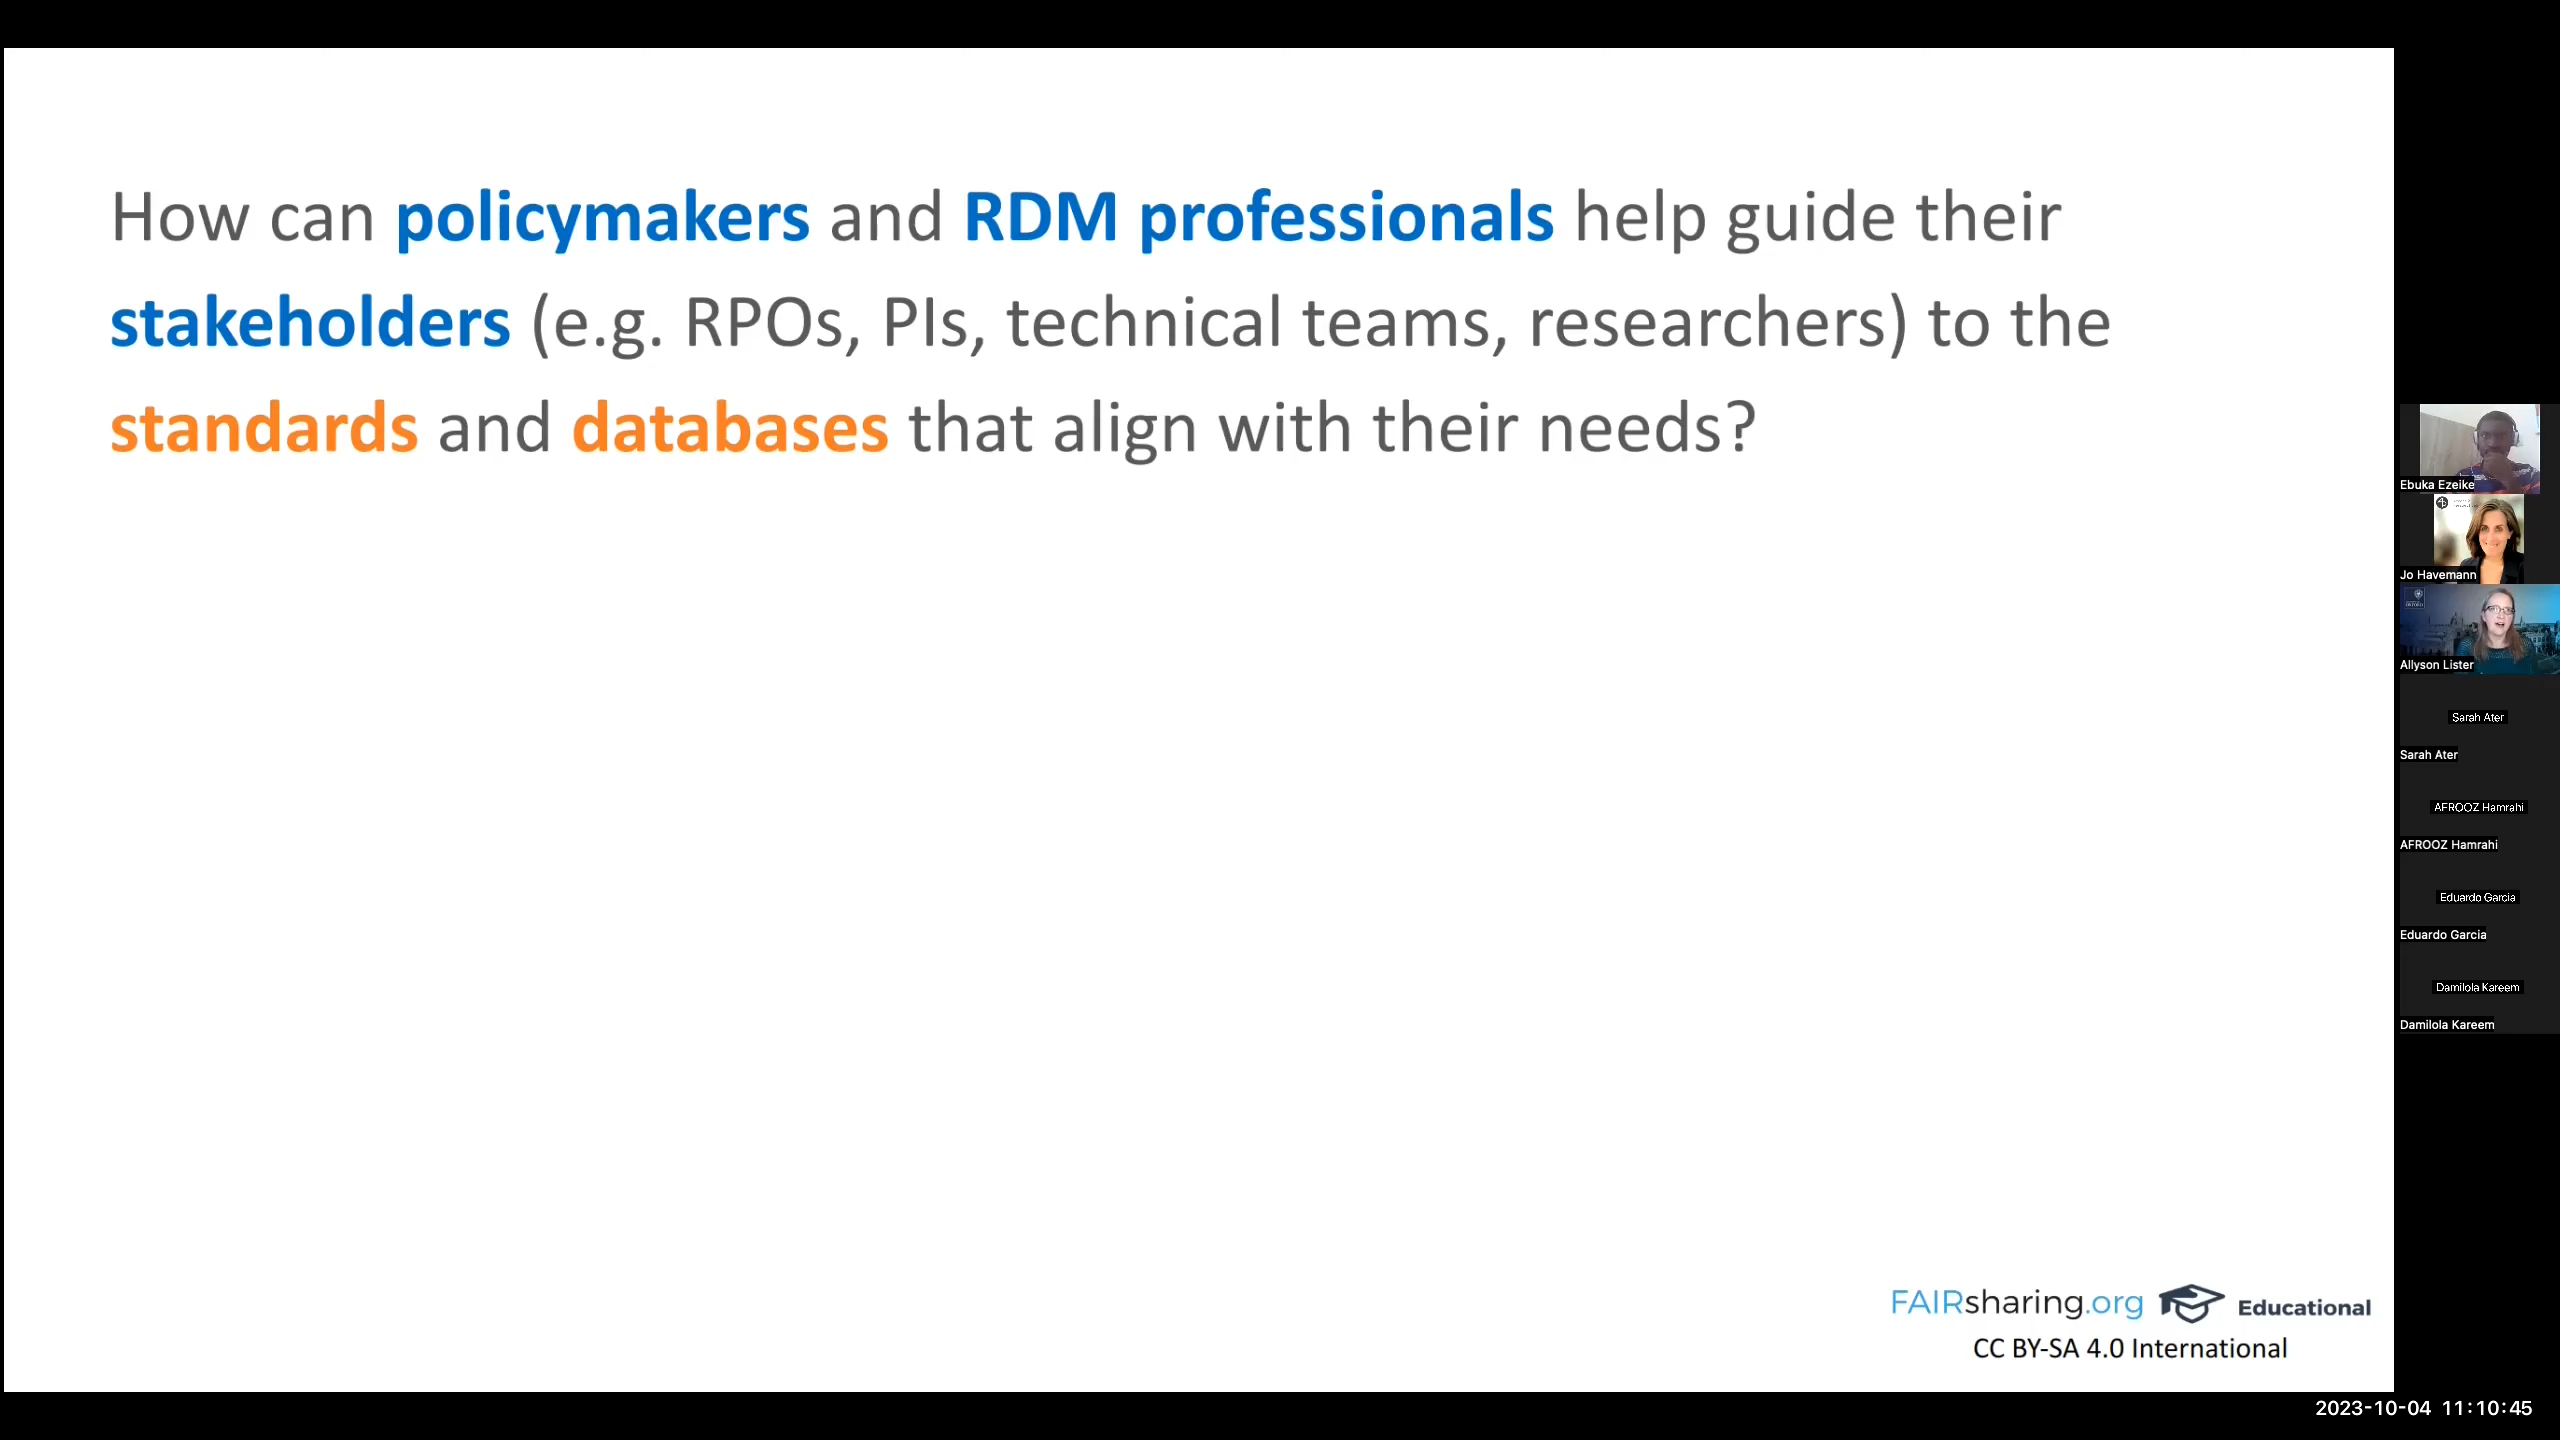 How can policymakers and RDM professionals help guide their
stakeholders (e.g. RPOs, PIs, technical teams, researchers) to the
standards and databases that align with their needs?
Ebuka Ezeike
Jo Havemann
Allyson Lister
Sarah Ater
Sarah Ater
AFROOZ Hamrahi
AFROOZ Hamrahi
Eduardo Garcia
Eduardo Garcia
Damilola Kareem
Damilola Kareem
FAIRsharing.org Educational
CC BY-SA 4.0 International
2023-10-04 11:10:45